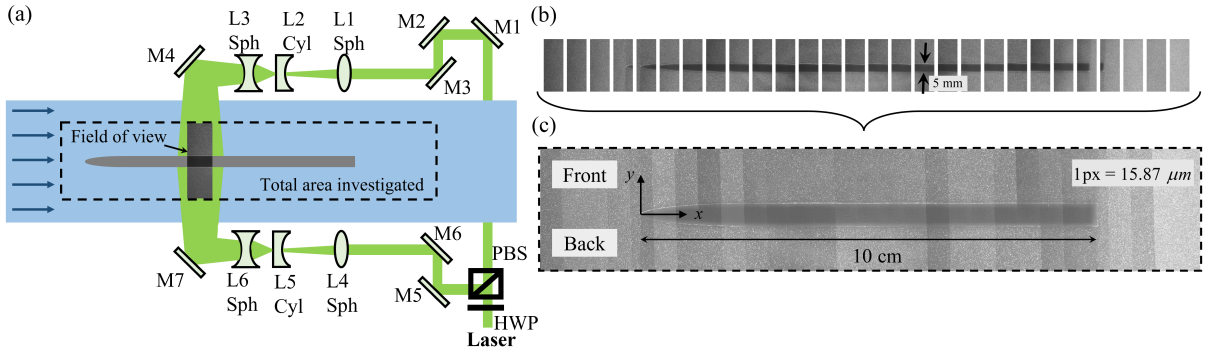 (a)
L3
Sph
L2
Cyl
L1
Sph
M2
M1
M4
M3
Field of view
Total area investigated
M7
L6
Sph
L5
Cyl
L4
Sph
M6
M5
PBS
HWP
Laser
(b)
5 mm
(c)
Front
y
1px = 15.87 μm
x
Back
10 cm